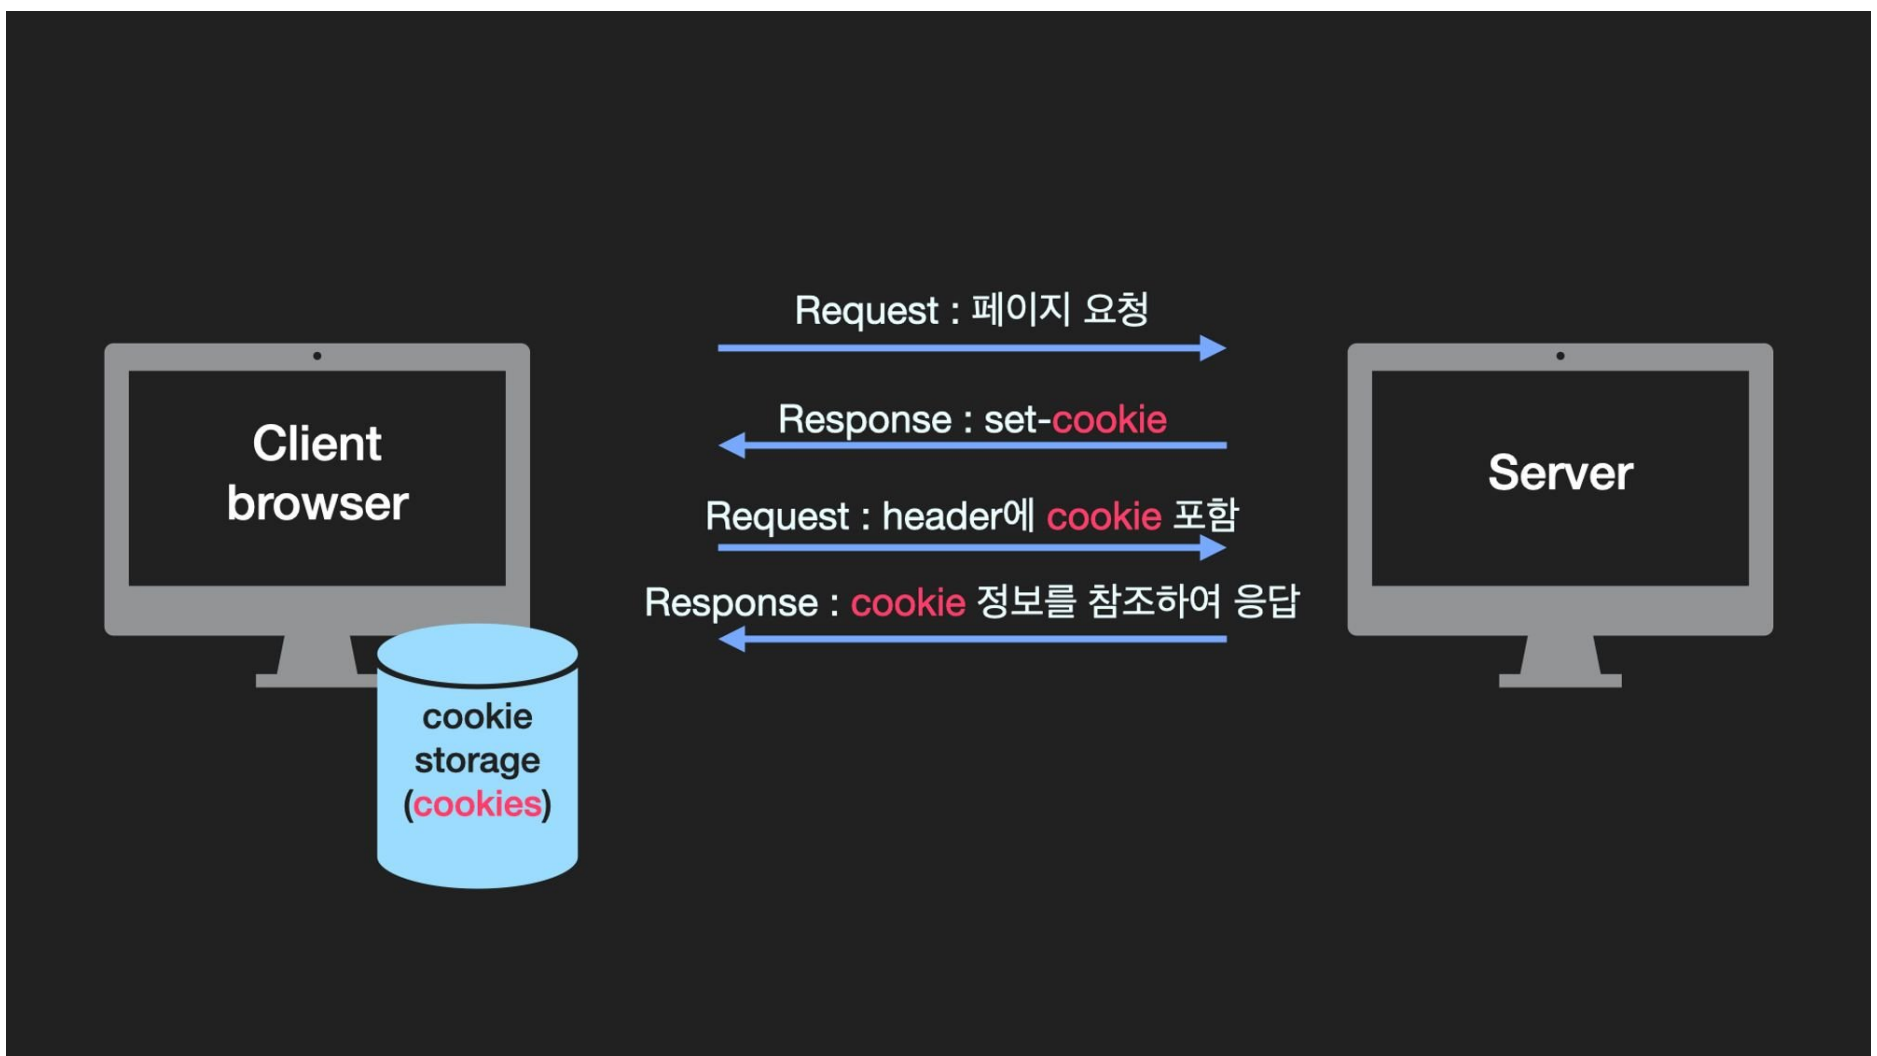 Request : 페이지 요청
Response : set-cookie
Request : header에 cookie 포함
Response : cookie 정보를 참조하여 응답
Client
browser
Server
cookie
storage
(cookies)